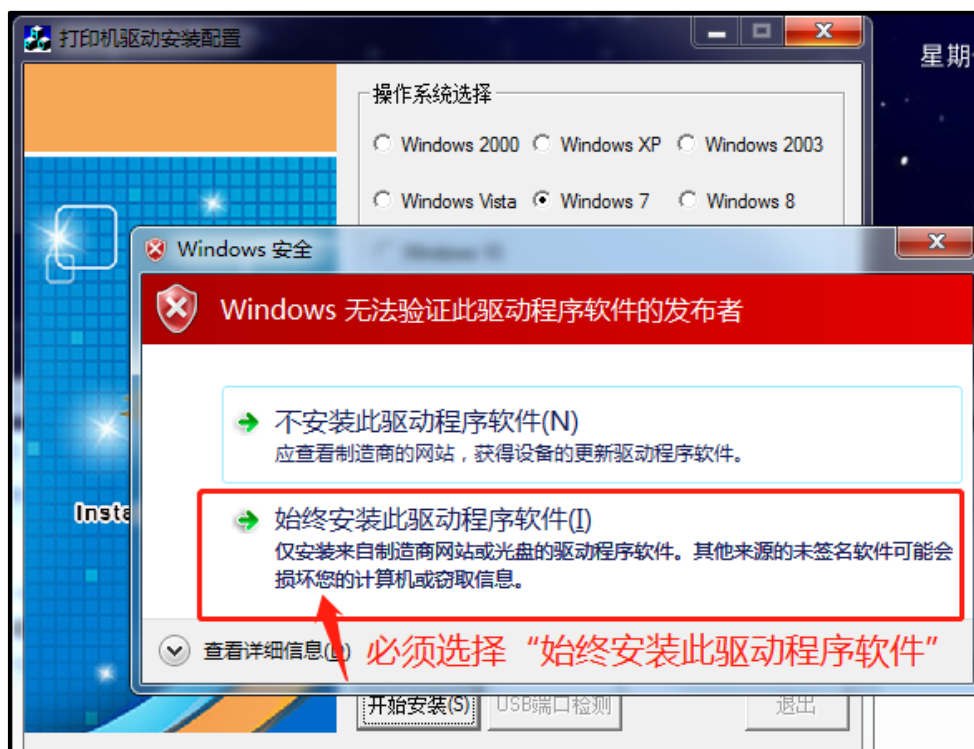 打印机驱动安装配置
星期
操作系统选择
Windows 2000 Windows XP Windows 2003
Windows Vista Windows 7 Windows 8
Windows 10
Windows 安全
Windows 无法验证此驱动程序软件的发布者
不安装此驱动程序软件(N)
应查看制造商的网站，获得设备的更新驱动程序软件。
Insta
始终安装此驱动程序软件(I)
仅安装来自制造商网站或光盘的驱动程序软件。其他来源的未签名软件可能会
损坏您的计算机或窃取信息。
查看详细信息(D)
必须选择“始终安装此驱动程序软件”
开始安装(S) USB端口检测 退出